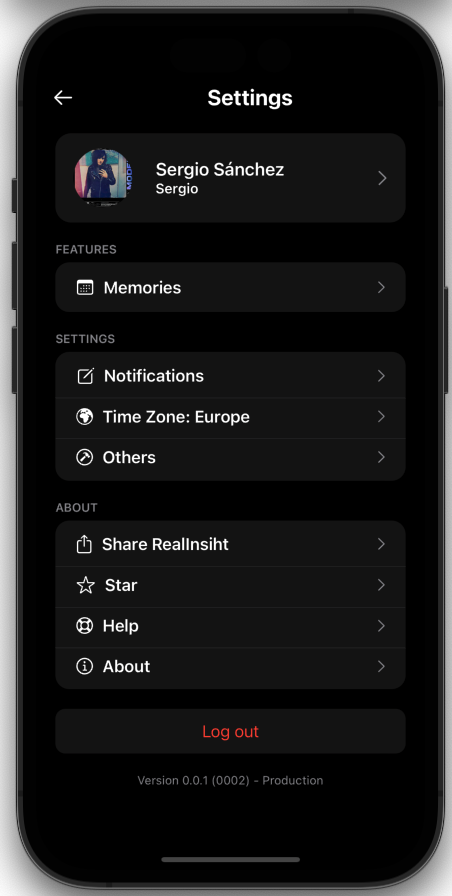 Settings
Sergio Sánchez
Sergio
FEATURES
Memories
SETTINGS
Notifications
Time Zone: Europe
Others
ABOUT
Share RealInsiht
Star
Help
About
Log out
Version 0.0.1 (0002) - Production